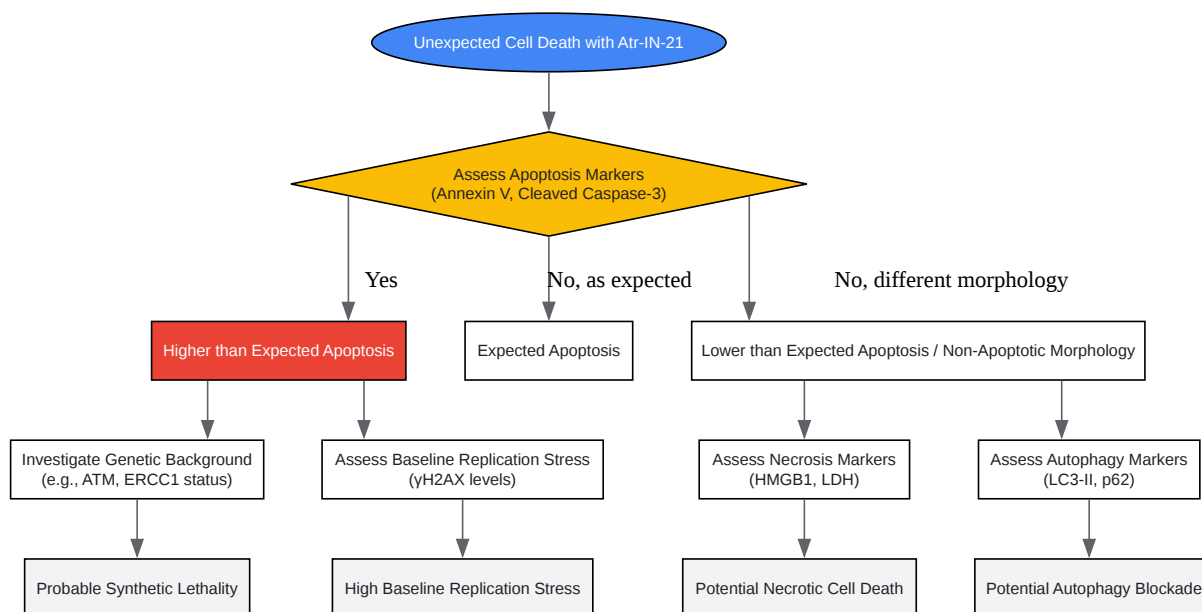 Unexpected Cell Death with Atr-IN-21
Assess Apoptosis Markers
(Annexin V, Cleaved Caspase-3)
Yes
No, as expected
No, different morphology
Higher than Expected Apoptosis
Expected Apoptosis
Lower than Expected Apoptosis / Non-Apoptotic Morphology
Investigate Genetic Background
(e.g., ATM, ERCC1 status)
Assess Baseline Replication Stress
(γH2AX levels)
Assess Necrosis Markers
(HMGB1, LDH)
Assess Autophagy Markers
(LC3-II, p62)
Probable Synthetic Lethality
High Baseline Replication Stress
Potential Necrotic Cell Death
Potential Autophagy Blockade